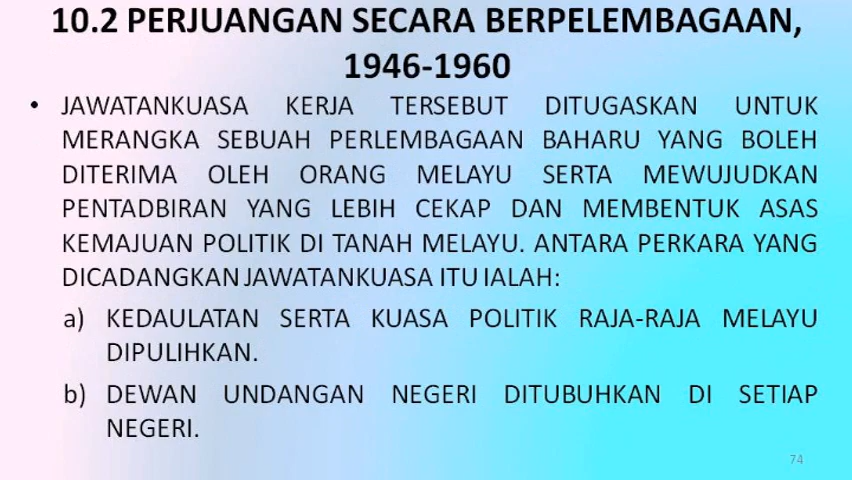 10.2 PERJUANGAN SECARA BERPELEMBAGAAN,
1946-1960
• JAWATANKUASA KERJA TERSEBUT DITUGASKAN UNTUK
MERANGKA SEBUAH PERLEMBAGAAN BAHARU YANG BOLEH
DITERIMA OLEH ORANG MELAYU SERTA MEWUJUDKAN
PENTADBIRAN YANG LEBIH CEKAP DAN MEMBENTUK ASAS
KEMAJUAN POLITIK DI TANAH MELAYU. ANTARA PERKARA YANG
DICADANGKAN JAWATANKUASA ITU IALAH:
a) KEDAULATAN SERTA KUASA POLITIK RAJA-RAJA MELAYU
DIPULIHKAN.
b) DEWAN UNDANGAN NEGERI DITUBUHKAN DI SETIAP
NEGERI.
74